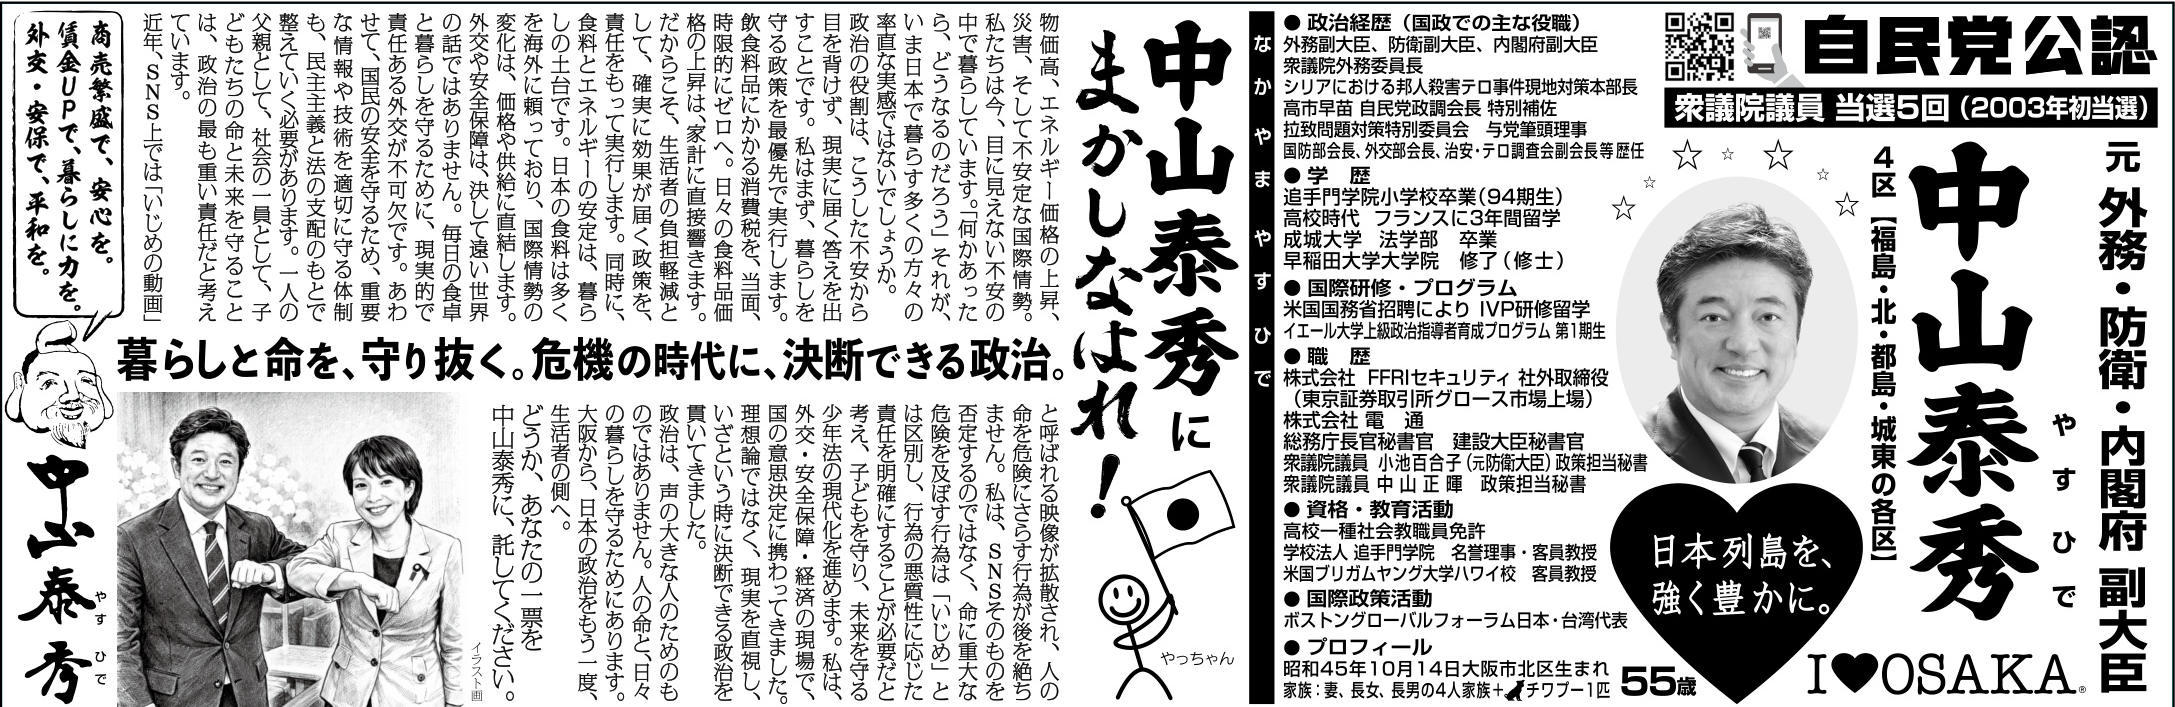 自民党公認
衆議院議員 当選5回（2003年初当選）
元 外務・防衛・内閣府 副大臣
中山泰秀
やすひで
4区【福島・北・都島・城東の各区】
日本列島を、
強く豊かに。
I♥OSAKA®
55歳
● 政治経歴（国政での主な役職）
外務副大臣、防衛副大臣、内閣府副大臣
衆議院外務委員長
シリアにおける邦人殺害テロ事件現地対策本部長
高市早苗 自民党政調会長 特別補佐
拉致問題対策特別委員会　与党筆頭理事
国防部会長、外交部会長、治安・テロ調査会副会長等歴任
● 学　歴
追手門学院小学校卒業（94期生）
高校時代　フランスに3年間留学
成城大学　法学部　卒業
早稲田大学大学院　修了（修士）
● 国際研修・プログラム
米国国務省招聘により IVP研修留学
イエール大学上級政治指導者育成プログラム 第1期生
● 職　歴
株式会社 FFRIセキュリティ 社外取締役
（東京証券取引所グロース市場上場）
株式会社 電　通
総務庁長官秘書官　建設大臣秘書官
衆議院議員 小池百合子（元防衛大臣）政策担当秘書
衆議院議員 中 山 正 暉　政策担当秘書
● 資格・教育活動
高校一種社会教職員免許
学校法人 追手門学院　名誉理事・客員教授
米国ブリガムヤング大学ハワイ校　客員教授
● 国際政策活動
ボストングローバルフォーラム日本・台湾代表
● プロフィール
昭和45年10月14日大阪市北区生まれ
家族：妻、長女、長男の4人家族＋チワプー1匹
なかやまやすひで
中山泰秀に
まかしなはれ！
やっちゃん
物価高、エネルギー価格の上昇、
災害、そして不安定な国際情勢。
私たちは今、目に見えない不安の
中で暮らしています。「何かあった
ら、どうなるのだろう」それが、
いま日本で暮らす多くの方々の
率直な実感ではないでしょうか。
政治の役割は、こうした不安から
目を背けず、現実に届く答えを出
すことです。私はまず、暮らしを
守る政策を最優先で実行します。
飲食料品にかかる消費税を、当面、
時限的にゼロへ。日々の食料品価
格の上昇は、家計に直接響きます。
だからこそ、生活者の負担軽減と
して、確実に効果が届く政策を、
責任をもって実行します。同時に、
食料とエネルギーの安定は、暮ら
しの土台です。日本の食料は多く
を海外に頼っており、国際情勢の
変化は、価格や供給に直結します。
外交や安全保障は、決して遠い世界
の話ではありません。毎日の食卓
と暮らしを守るために、現実的で
責任ある外交が不可欠です。あわ
せて、国民の安全を守るため、重要
な情報や技術を適切に守る体制
も、民主主義と法の支配のもとで
整えていく必要があります。一人の
父親として、社会の一員として、子
どもたちの命と未来を守ること
は、政治の最も重い責任だと考え
ています。
近年、SNS上では「いじめの動画」
暮らしと命を、守り抜く。危機の時代に、決断できる政治。
と呼ばれる映像が拡散され、人の
命を危険にさらす行為が後を絶ち
ません。私は、SNSそのものを
否定するのではなく、命に重大な
危険を及ぼす行為は「いじめ」と
は区別し、行為の悪質性に応じた
責任を明確にすることが必要だと
考え、子どもを守り、未来を守る
少年法の現代化を進めます。私は、
外交・安全保障・経済の現場で、
国の意思決定に携わってきました。
理想論ではなく、現実を直視し、
いざという時に決断できる政治を
貫いてきました。
政治は、声の大きな人のためのも
のではありません。人の命と、日々
の暮らしを守るためにあります。
大阪から、日本の政治をもう一度、
生活者の側へ。
どうか、あなたの一票を
中山泰秀に、託してください。
イラスト画
商売繁盛で、安心を。
賃金UPで、暮らしに力を。
外交・安保で、平和を。
中山泰秀
やすひで